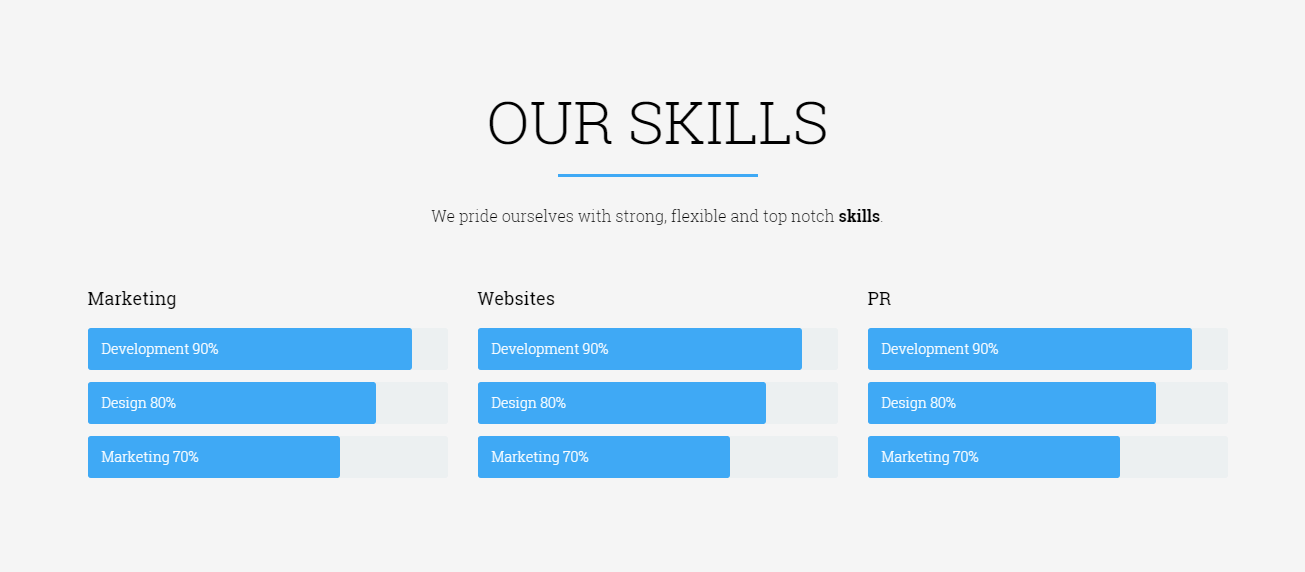 OUR SKILLS
We pride ourselves with strong, flexible and top notch skills.
Marketing
Development 90%
Design 80%
Marketing 70%
Websites
Development 90%
Design 80%
Marketing 70%
PR
Development 90%
Design 80%
Marketing 70%